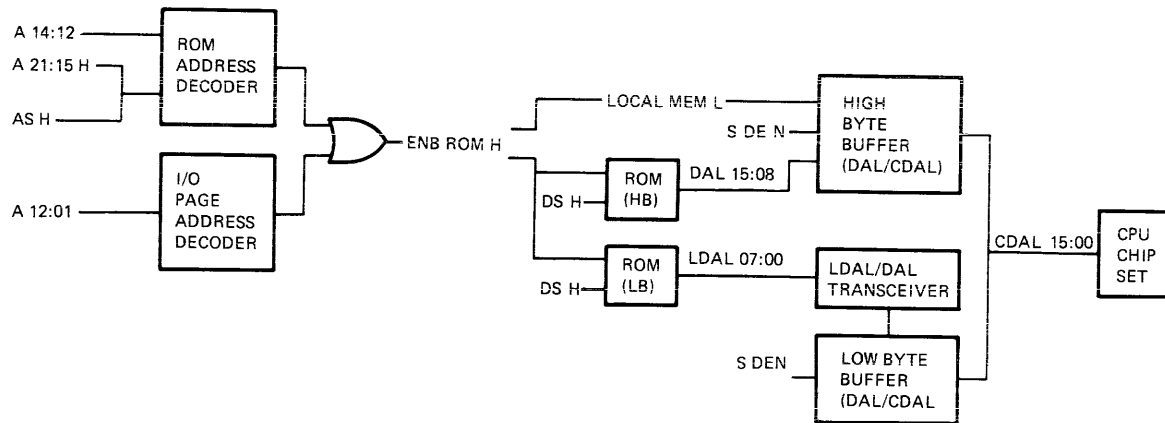 A 14:12
A 21:15 H
AS H
ROM
ADDRESS
DECODER
A 12:01
I/O
PAGE
ADDRESS
DECODER
ENB ROM H
LOCAL MEM L
S DE N
HIGH
BYTE
BUFFER
(DAL/CDAL)
ROM
(HB)
DS H
DAL 15:08
ROM
(LB)
DS H
LDAL 07:00
LDAL/DAL
TRANSCEIVER
S DEN
LOW BYTE
BUFFER
(DAL/CDAL
CDAL 15:00
CPU
CHIP
SET